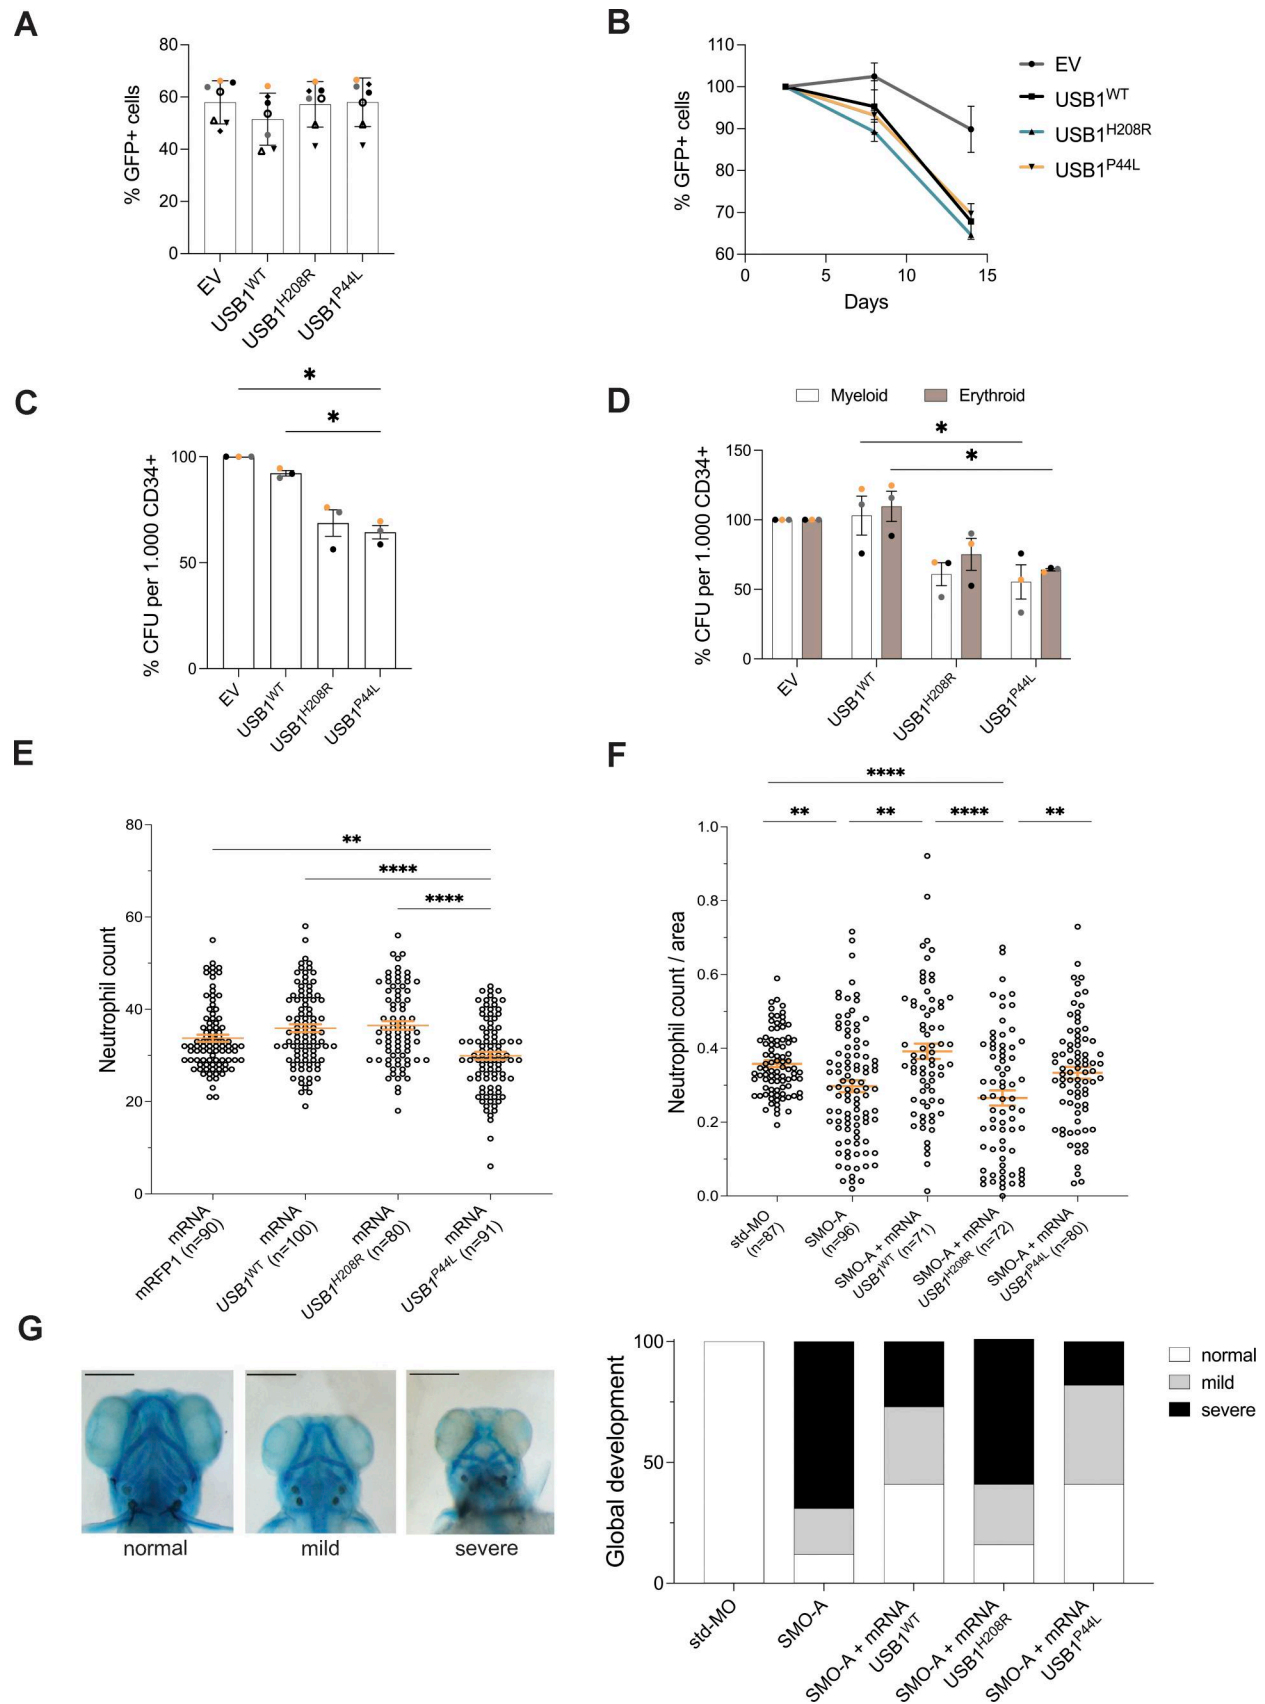 A
80
60
40
20
0
% GFP+ cells
EV
USB1WT
USB1H208R
USB1P44L
B
110
100
90
80
70
60
% GFP+ cells
0
5
10
15
Days
EV
USB1WT
USB1H208R
USB1P44L
C
*
*
100
50
0
% CFU per 1.000 CD34+
EV
USB1WT
USB1H208R
USB1P44L
D
Myeloid
Erythroid
*
*
150
100
50
0
% CFU per 1.000 CD34+
EV
USB1WT
USB1H208R
USB1P44L
E
80
60
40
20
0
Neutrophil count
**
****
****
mRNA
mRFP1 (n=90)
mRNA
USB1WT (n=100)
mRNA
USB1H208R (n=80)
mRNA
USB1P44L (n=91)
F
****
**
**
****
**
1.0
0.8
0.6
0.4
0.2
0.0
Neutrophil count / area
std-MO
(n=87)
SMO-A
(n=96)
SMO-A + mRNA
USB1WT (n=71)
SMO-A + mRNA
USB1H208R (n=72)
SMO-A + mRNA
USB1P44L (n=80)
G
normal
mild
severe
100
50
0
Global development
normal
mild
severe
std-MO
SMO-A
SMO-A + mRNA
USB1WT
SMO-A + mRNA
USB1H208R
SMO-A + mRNA
USB1P44L